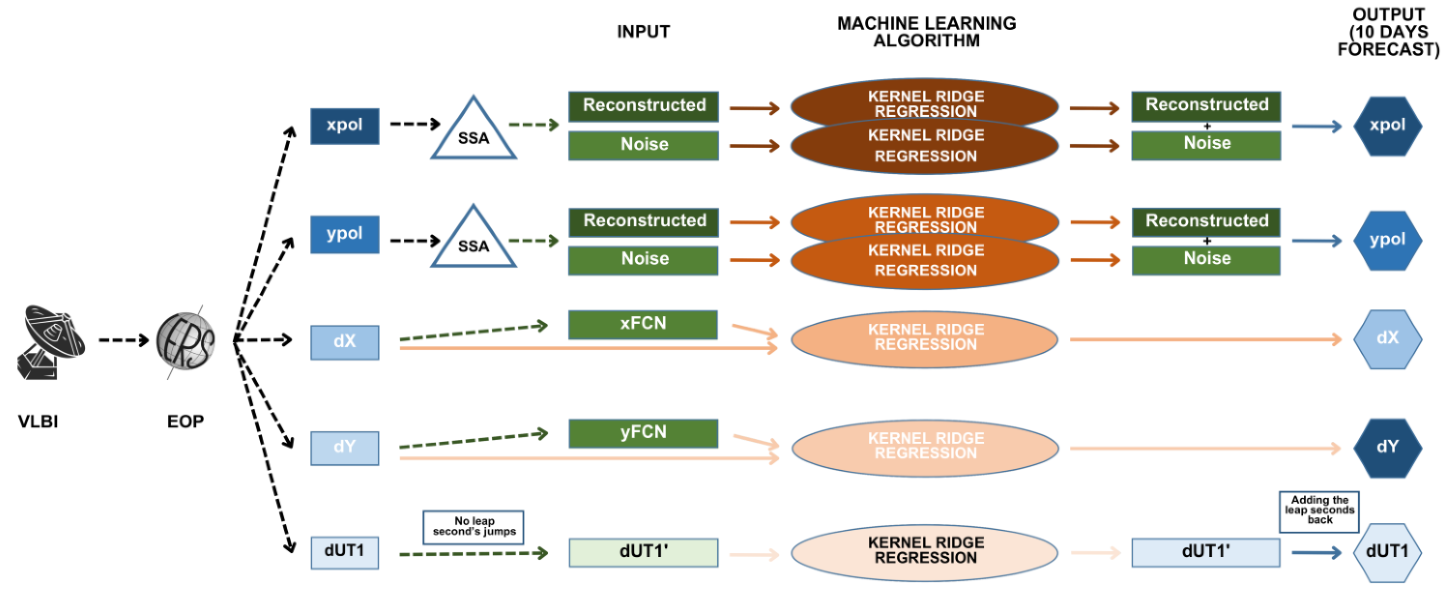 INPUT
MACHINE LEARNING
ALGORITHM
OUTPUT
(10 DAYS
FORECAST)
xpol
SSA
Reconstructed
Noise
KERNEL RIDGE
REGRESSION
KERNEL RIDGE
REGRESSION
Reconstructed
+
Noise
xpol
ypol
SSA
Reconstructed
Noise
KERNEL RIDGE
REGRESSION
KERNEL RIDGE
REGRESSION
Reconstructed
+
Noise
ypol
VLBI
IERS
EOP
dX
xFCN
KERNEL RIDGE
REGRESSION
dX
dY
yFCN
KERNEL RIDGE
REGRESSION
dY
dUT1
No leap
second's jumps
dUT1'
KERNEL RIDGE
REGRESSION
dUT1'
Adding the
leap seconds
back
dUT1